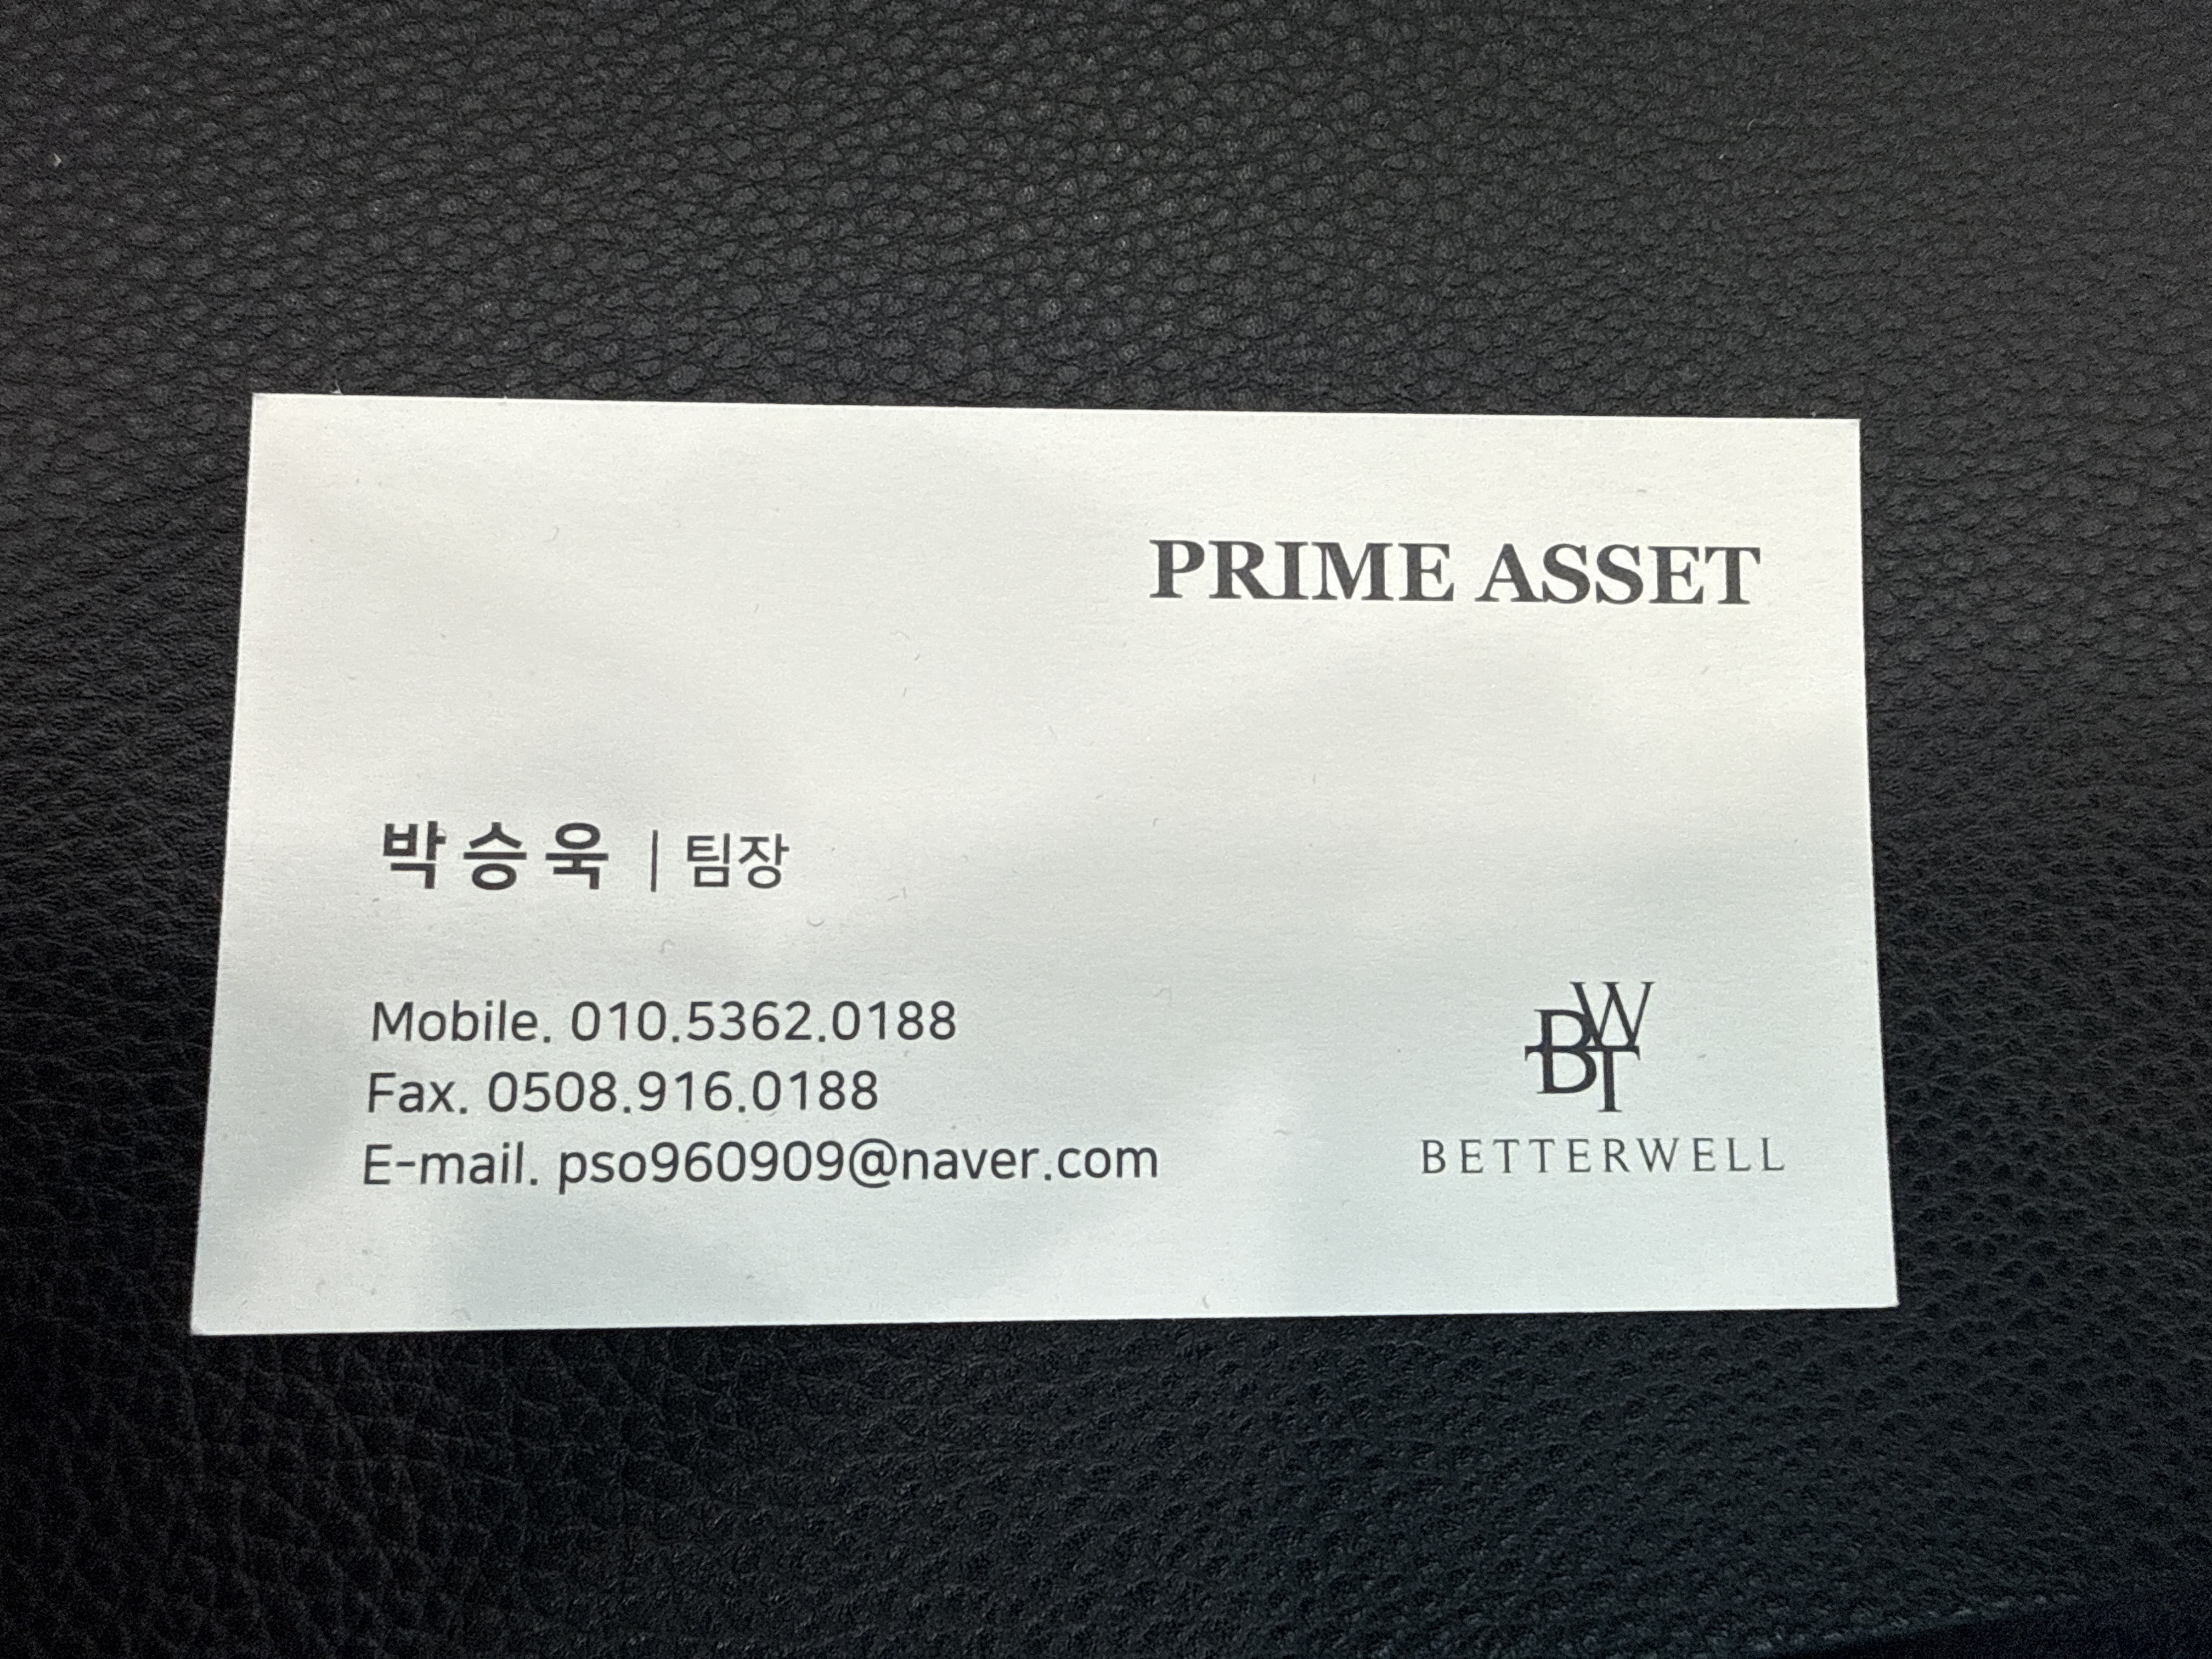 PRIME ASSET
박승욱 | 팀장
Mobile. 010.5362.0188
Fax. 0508.916.0188
E-mail. pso960909@naver.com
BWT
BETTERWELL